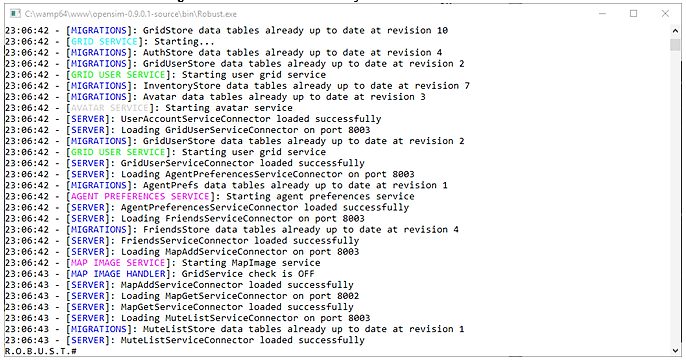 C:\wamp64\www\opensim-0.9.0.1-source\bin\Robust.exe
23:06:42 - [MIGRATIONS]: GridStore data tables already up to date at revision 10
23:06:42 - [GRID SERVICE]: Starting...
23:06:42 - [MIGRATIONS]: AuthStore data tables already up to date at revision 4
23:06:42 - [MIGRATIONS]: GridUserStore data tables already up to date at revision 2
23:06:42 - [GRID USER SERVICE]: Starting user grid service
23:06:42 - [MIGRATIONS]: InventoryStore data tables already up to date at revision 7
23:06:42 - [MIGRATIONS]: Avatar data tables already up to date at revision 3
23:06:42 - [AVATAR SERVICE]: Starting avatar service
23:06:42 - [SERVER]: UserAccountServiceConnector loaded successfully
23:06:42 - [SERVER]: Loading GridUserServiceConnector on port 8003
23:06:42 - [MIGRATIONS]: GridUserStore data tables already up to date at revision 2
23:06:42 - [GRID USER SERVICE]: Starting user grid service
23:06:42 - [SERVER]: GridUserServiceConnector loaded successfully
23:06:42 - [SERVER]: Loading AgentPreferencesServiceConnector on port 8003
23:06:42 - [MIGRATIONS]: AgentPrefs data tables already up to date at revision 1
23:06:42 - [AGENT PREFERENCES SERVICE]: Starting agent preferences service
23:06:42 - [SERVER]: AgentPreferencesServiceConnector loaded successfully
23:06:42 - [SERVER]: Loading FriendsServiceConnector on port 8003
23:06:42 - [MIGRATIONS]: FriendsStore data tables already up to date at revision 4
23:06:42 - [SERVER]: FriendsServiceConnector loaded successfully
23:06:42 - [SERVER]: Loading MapAddServiceConnector on port 8003
23:06:42 - [MAP IMAGE SERVICE]: Starting MapImage service
23:06:43 - [MAP IMAGE HANDLER]: GridService check is OFF
23:06:43 - [SERVER]: MapAddServiceConnector loaded successfully
23:06:43 - [SERVER]: Loading MapGetServiceConnector on port 8002
23:06:43 - [SERVER]: MapGetServiceConnector loaded successfully
23:06:43 - [SERVER]: Loading MuteListServiceConnector on port 8003
23:06:43 - [MIGRATIONS]: MuteListStore data tables already up to date at revision 1
23:06:43 - [SERVER]: MuteListServiceConnector loaded successfully
R.O.B.U.S.T.#